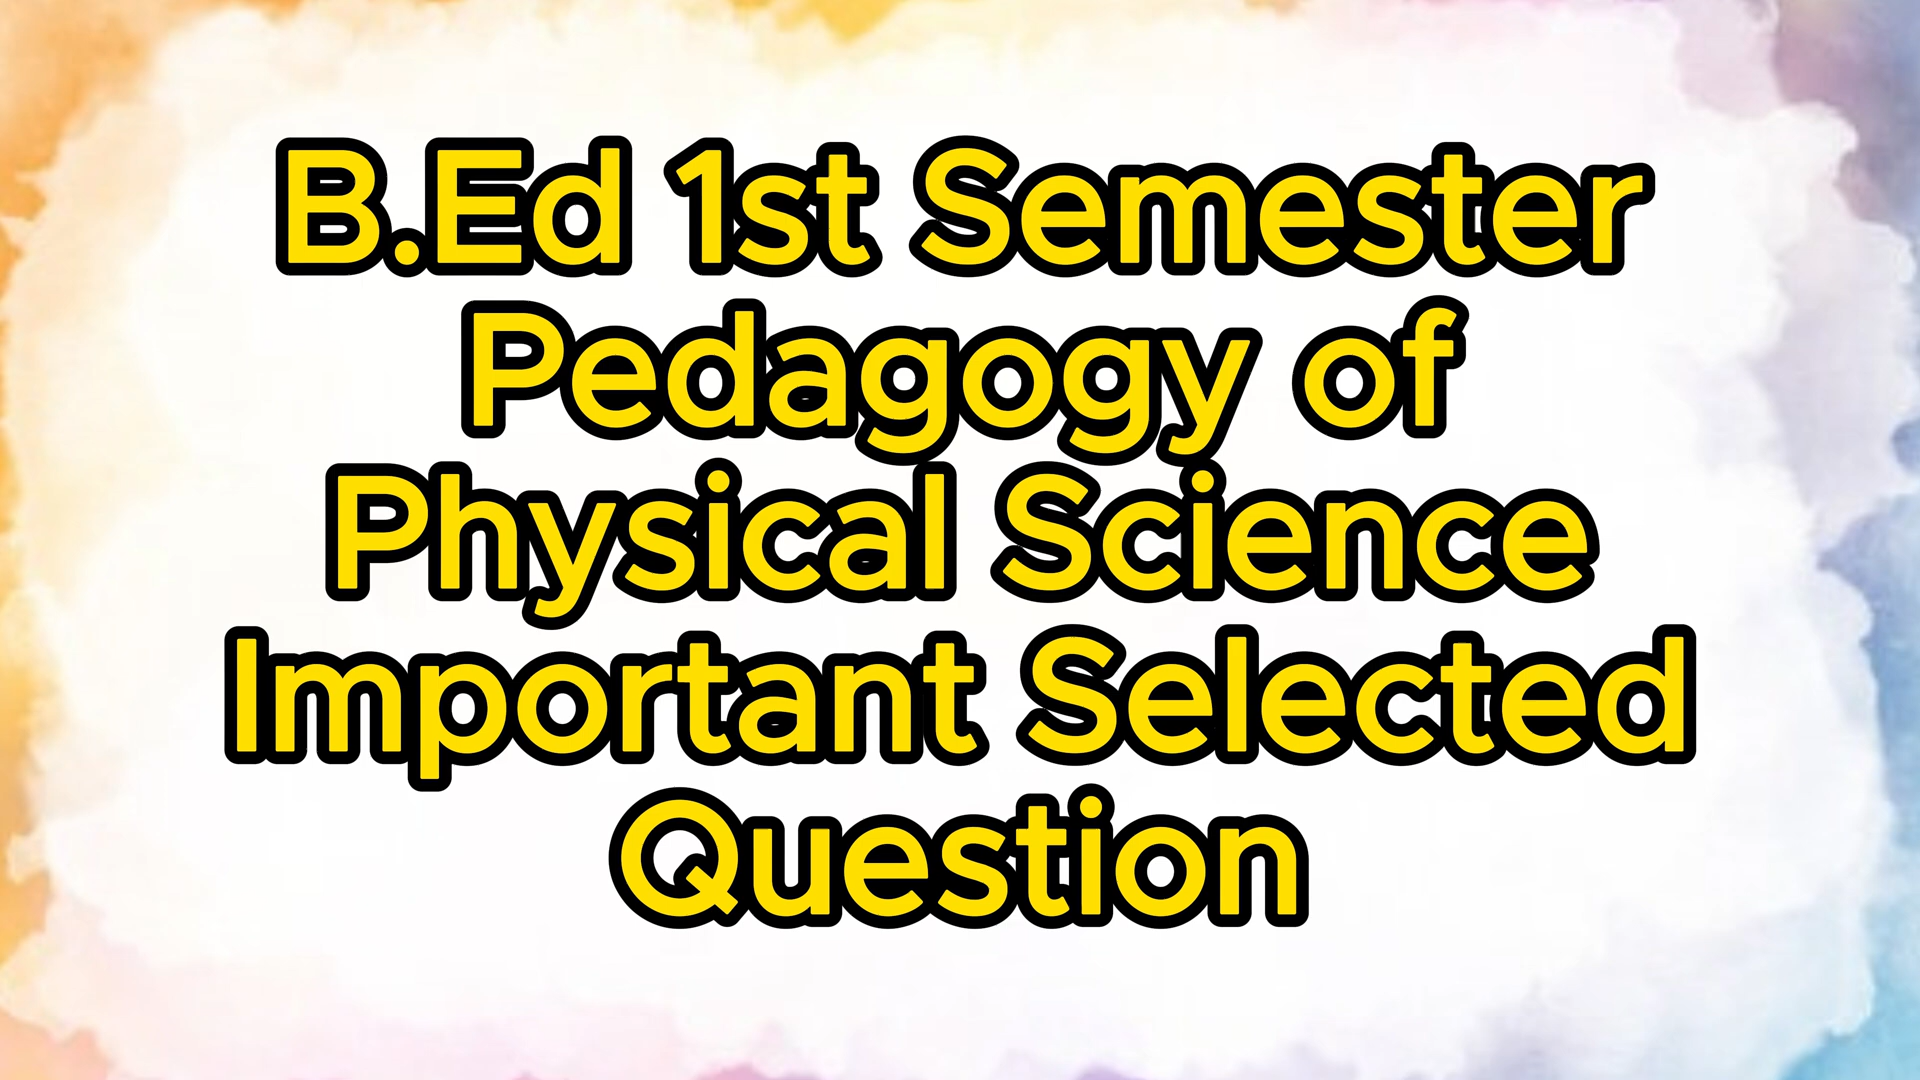 B.Ed 1st Semester
Pedagogy of
Physical Science
Important Selected
Question